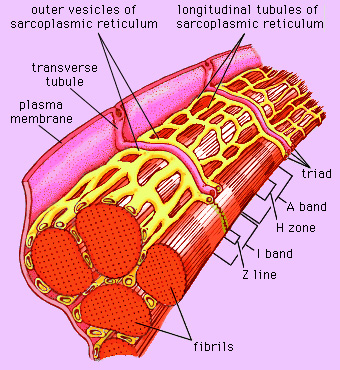 outer vesicles of
sarcoplasmic reticulum
longitudinal tubules of
sarcoplasmic reticulum
transverse
tubule
plasma
membrane
triad
A band
H zone
I band
Z line
fibrils